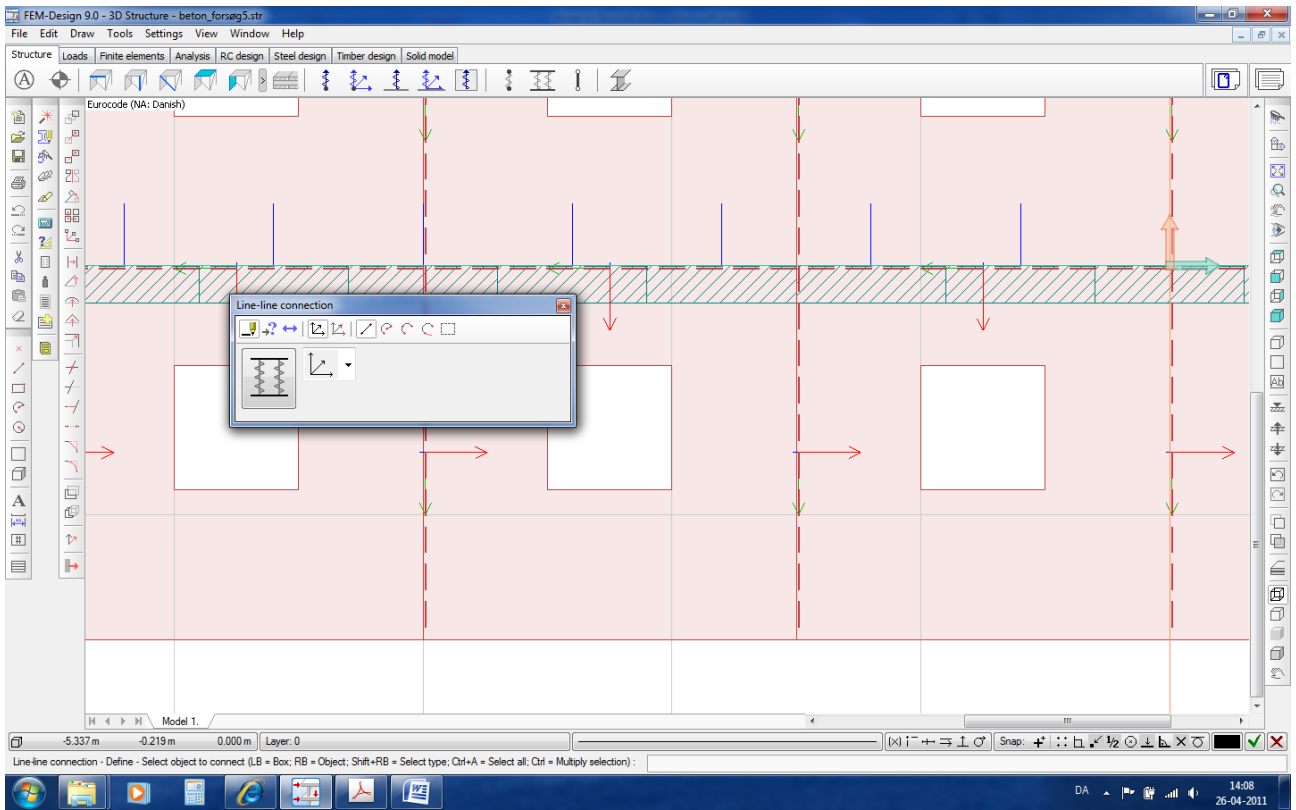 FEM-Design 9.0 - 3D Structure - beton_forsøg5.str
File Edit Draw Tools Settings View Window Help
Structure Loads Finite elements Analysis RC design Steel design Timber design Solid model
Eurocode (NA: Danish)
Line-line connection
Model 1.
-5.337 m -0.219 m 0.000 m Layer: 0 Snap:
Line-line connection - Define - Select object to connect (LB = Box; RB = Object; Shift+RB = Select type; Ctrl+A = Select all; Ctrl = Multiply selection) :
DA 14:08
26-04-2011